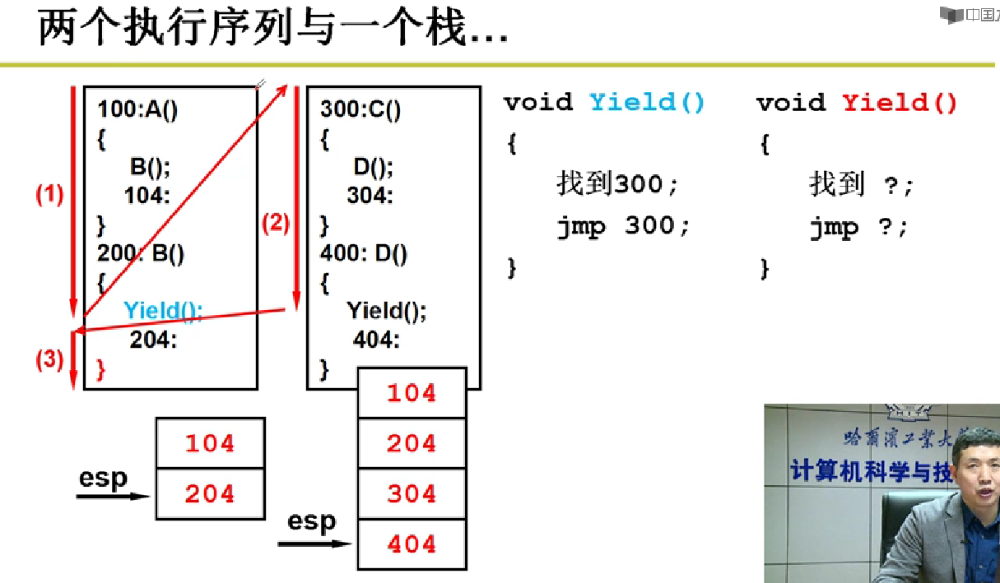 两个执行序列与一个栈...
中国
100:A()
{
B();
104:
}
200: B()
{
Yield();
204:
}
(1)
(2)
(3)
300:C()
{
D();
304:
}
400: D()
{
Yield();
404:
}
void Yield()
{
找到300;
jmp 300;
}
void Yield()
{
找到 ?;
jmp ?;
}
esp
104
204
esp
104
204
304
404
哈尔滨工业大
计算机科学与技